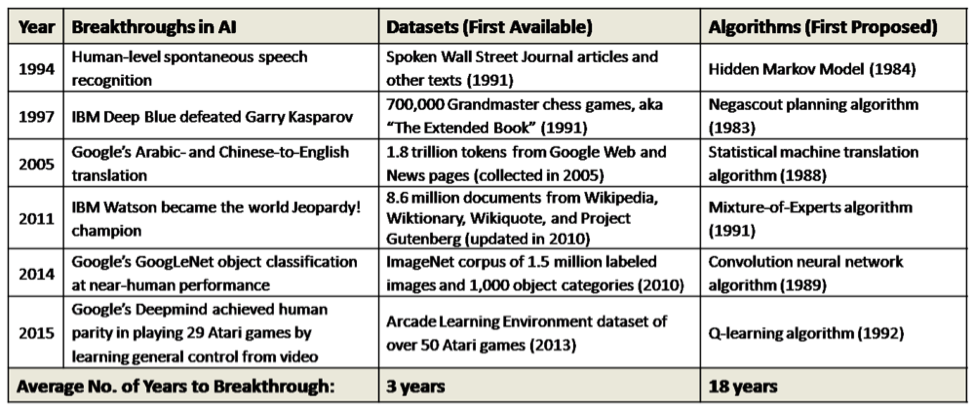 Year Breakthroughs in AI Datasets (First Available) Algorithms (First Proposed)
1994 Human-level spontaneous speech recognition Spoken Wall Street Journal articles and other texts (1991) Hidden Markov Model (1984)
1997 IBM Deep Blue defeated Garry Kasparov 700,000 Grandmaster chess games, aka “The Extended Book” (1991) Negascout planning algorithm (1983)
2005 Google’s Arabic- and Chinese-to-English translation 1.8 trillion tokens from Google Web and News pages (collected in 2005) Statistical machine translation algorithm (1988)
2011 IBM Watson became the world Jeopardy! champion 8.6 million documents from Wikipedia, Wiktionary, Wikiquote, and Project Gutenberg (updated in 2010) Mixture-of-Experts algorithm (1991)
2014 Google’s GoogLeNet object classification at near-human performance ImageNet corpus of 1.5 million labeled images and 1,000 object categories (2010) Convolution neural network algorithm (1989)
2015 Google’s Deepmind achieved human parity in playing 29 Atari games by learning general control from video Arcade Learning Environment dataset of over 50 Atari games (2013) Q-learning algorithm (1992)
Average No. of Years to Breakthrough: 3 years 18 years